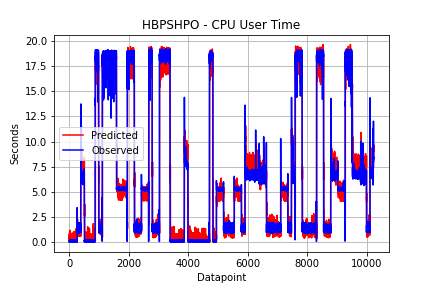 HBPSHPO - CPU User Time
20.0
17.5
15.0
12.5
10.0
7.5
5.0
2.5
0.0
Seconds
Predicted
Observed
0 2000 4000 6000 8000 10000
Datapoint